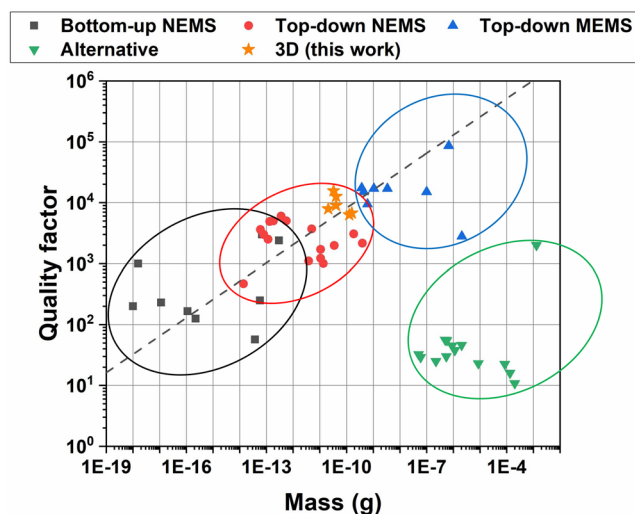 Bottom-up NEMS Top-down NEMS Top-down MEMS
Alternative 3D (this work)
10^6
10^5
10^4
10^3
10^2
10^1
10^0
Quality factor
1E-19 1E-16 1E-13 1E-10 1E-7 1E-4
Mass (g)